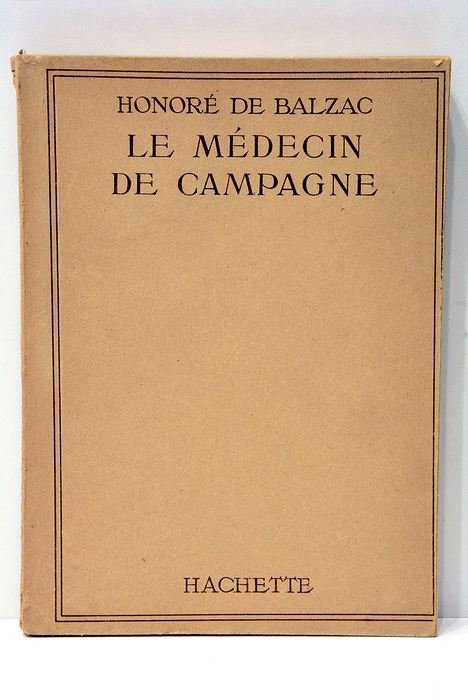 HONORÉ DE BALZAC
LE MÉDECIN
DE CAMPAGNE
HACHETTE